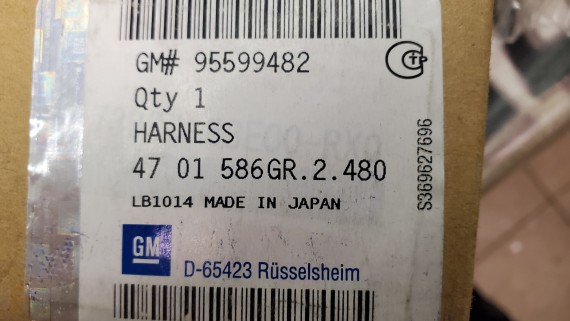 GM# 95599482
Qty 1
HARNESS
47 01 586GR.2.480
LB1014 MADE IN JAPAN
GM
D-65423 Rüsselsheim
S369627696